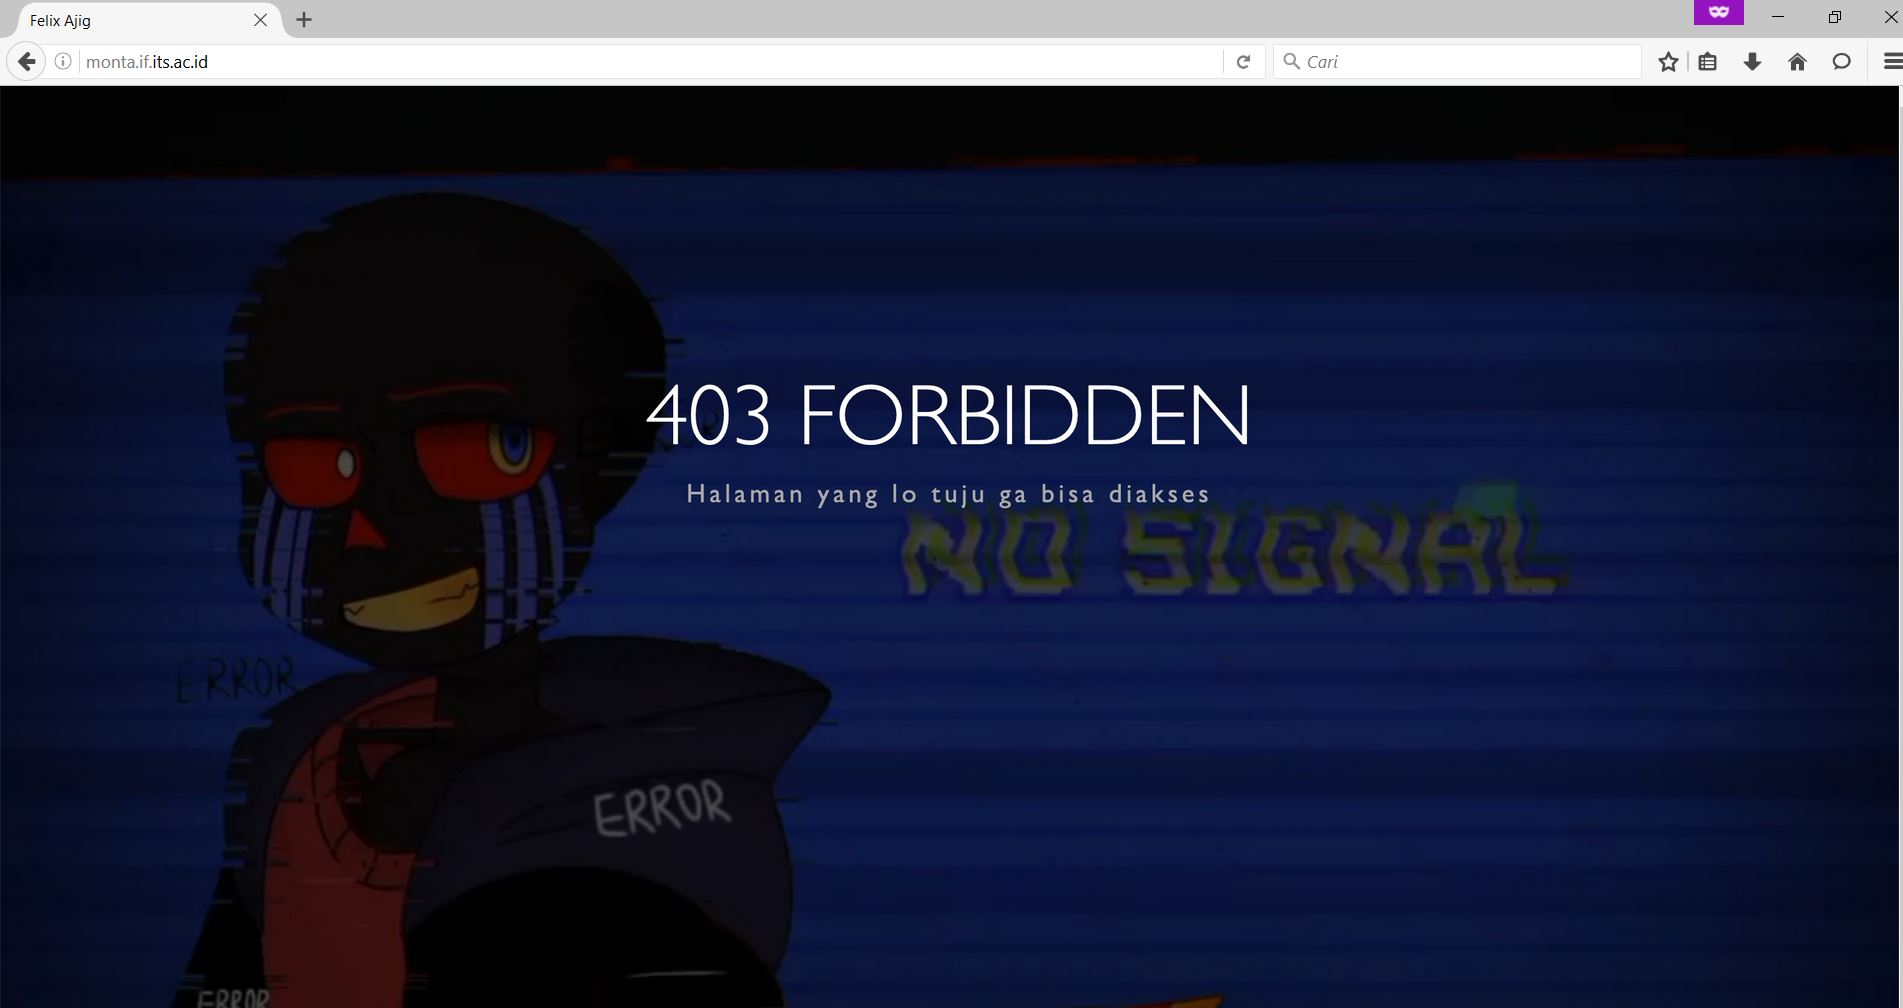 Felix Ajig
monta.if.its.ac.id
Cari
403 FORBIDDEN
Halaman yang lo tuju ga bisa diakses
NO SIGNAL
ERROR
ERROR
ERROR